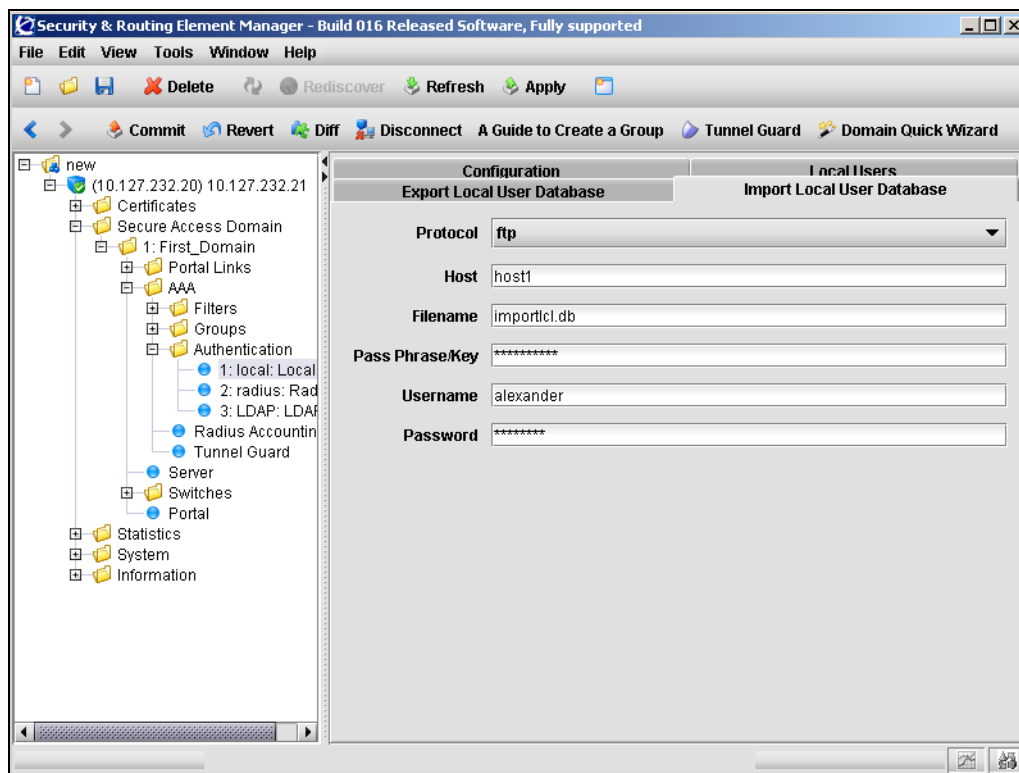 Security & Routing Element Manager - Build 016 Released Software, Fully supported
File Edit View Tools Window Help
Delete Rediscover Refresh Apply
Commit Revert Diff Disconnect A Guide to Create a Group Tunnel Guard Domain Quick Wizard
new
(10.127.232.20) 10.127.232.21
Certificates
Secure Access Domain
1: First_Domain
Portal Links
AAA
Filters
Groups
Authentication
1: local: Local
2: radius: Rad
3: LDAP: LDAP
Radius Accountin
Tunnel Guard
Server
Switches
Portal
Statistics
System
Information
Configuration Local Users
Export Local User Database Import Local User Database
Protocol ftp
Host host1
Filename importlcl.db
Pass Phrase/Key **********
Username alexander
Password ********